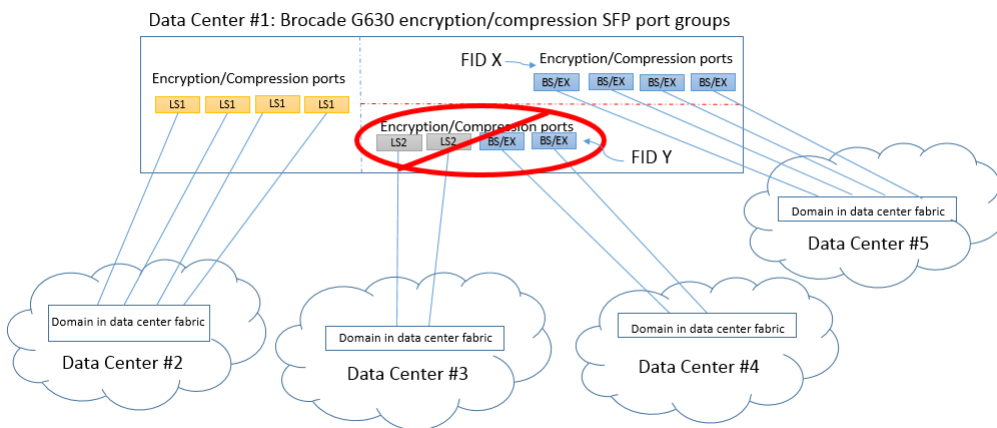 Data Center #1: Brocade G630 encryption/compression SFP port groups
FID X
Encryption/Compression ports
BS/EX BS/EX BS/EX BS/EX
Encryption/Compression ports
LS1 LS1 LS1 LS1
Encryption/Compression ports
LS2 LS2 BS/EX BS/EX
FID Y
Domain in data center fabric
Data Center #5
Domain in data center fabric
Data Center #2
Domain in data center fabric
Data Center #3
Domain in data center fabric
Data Center #4